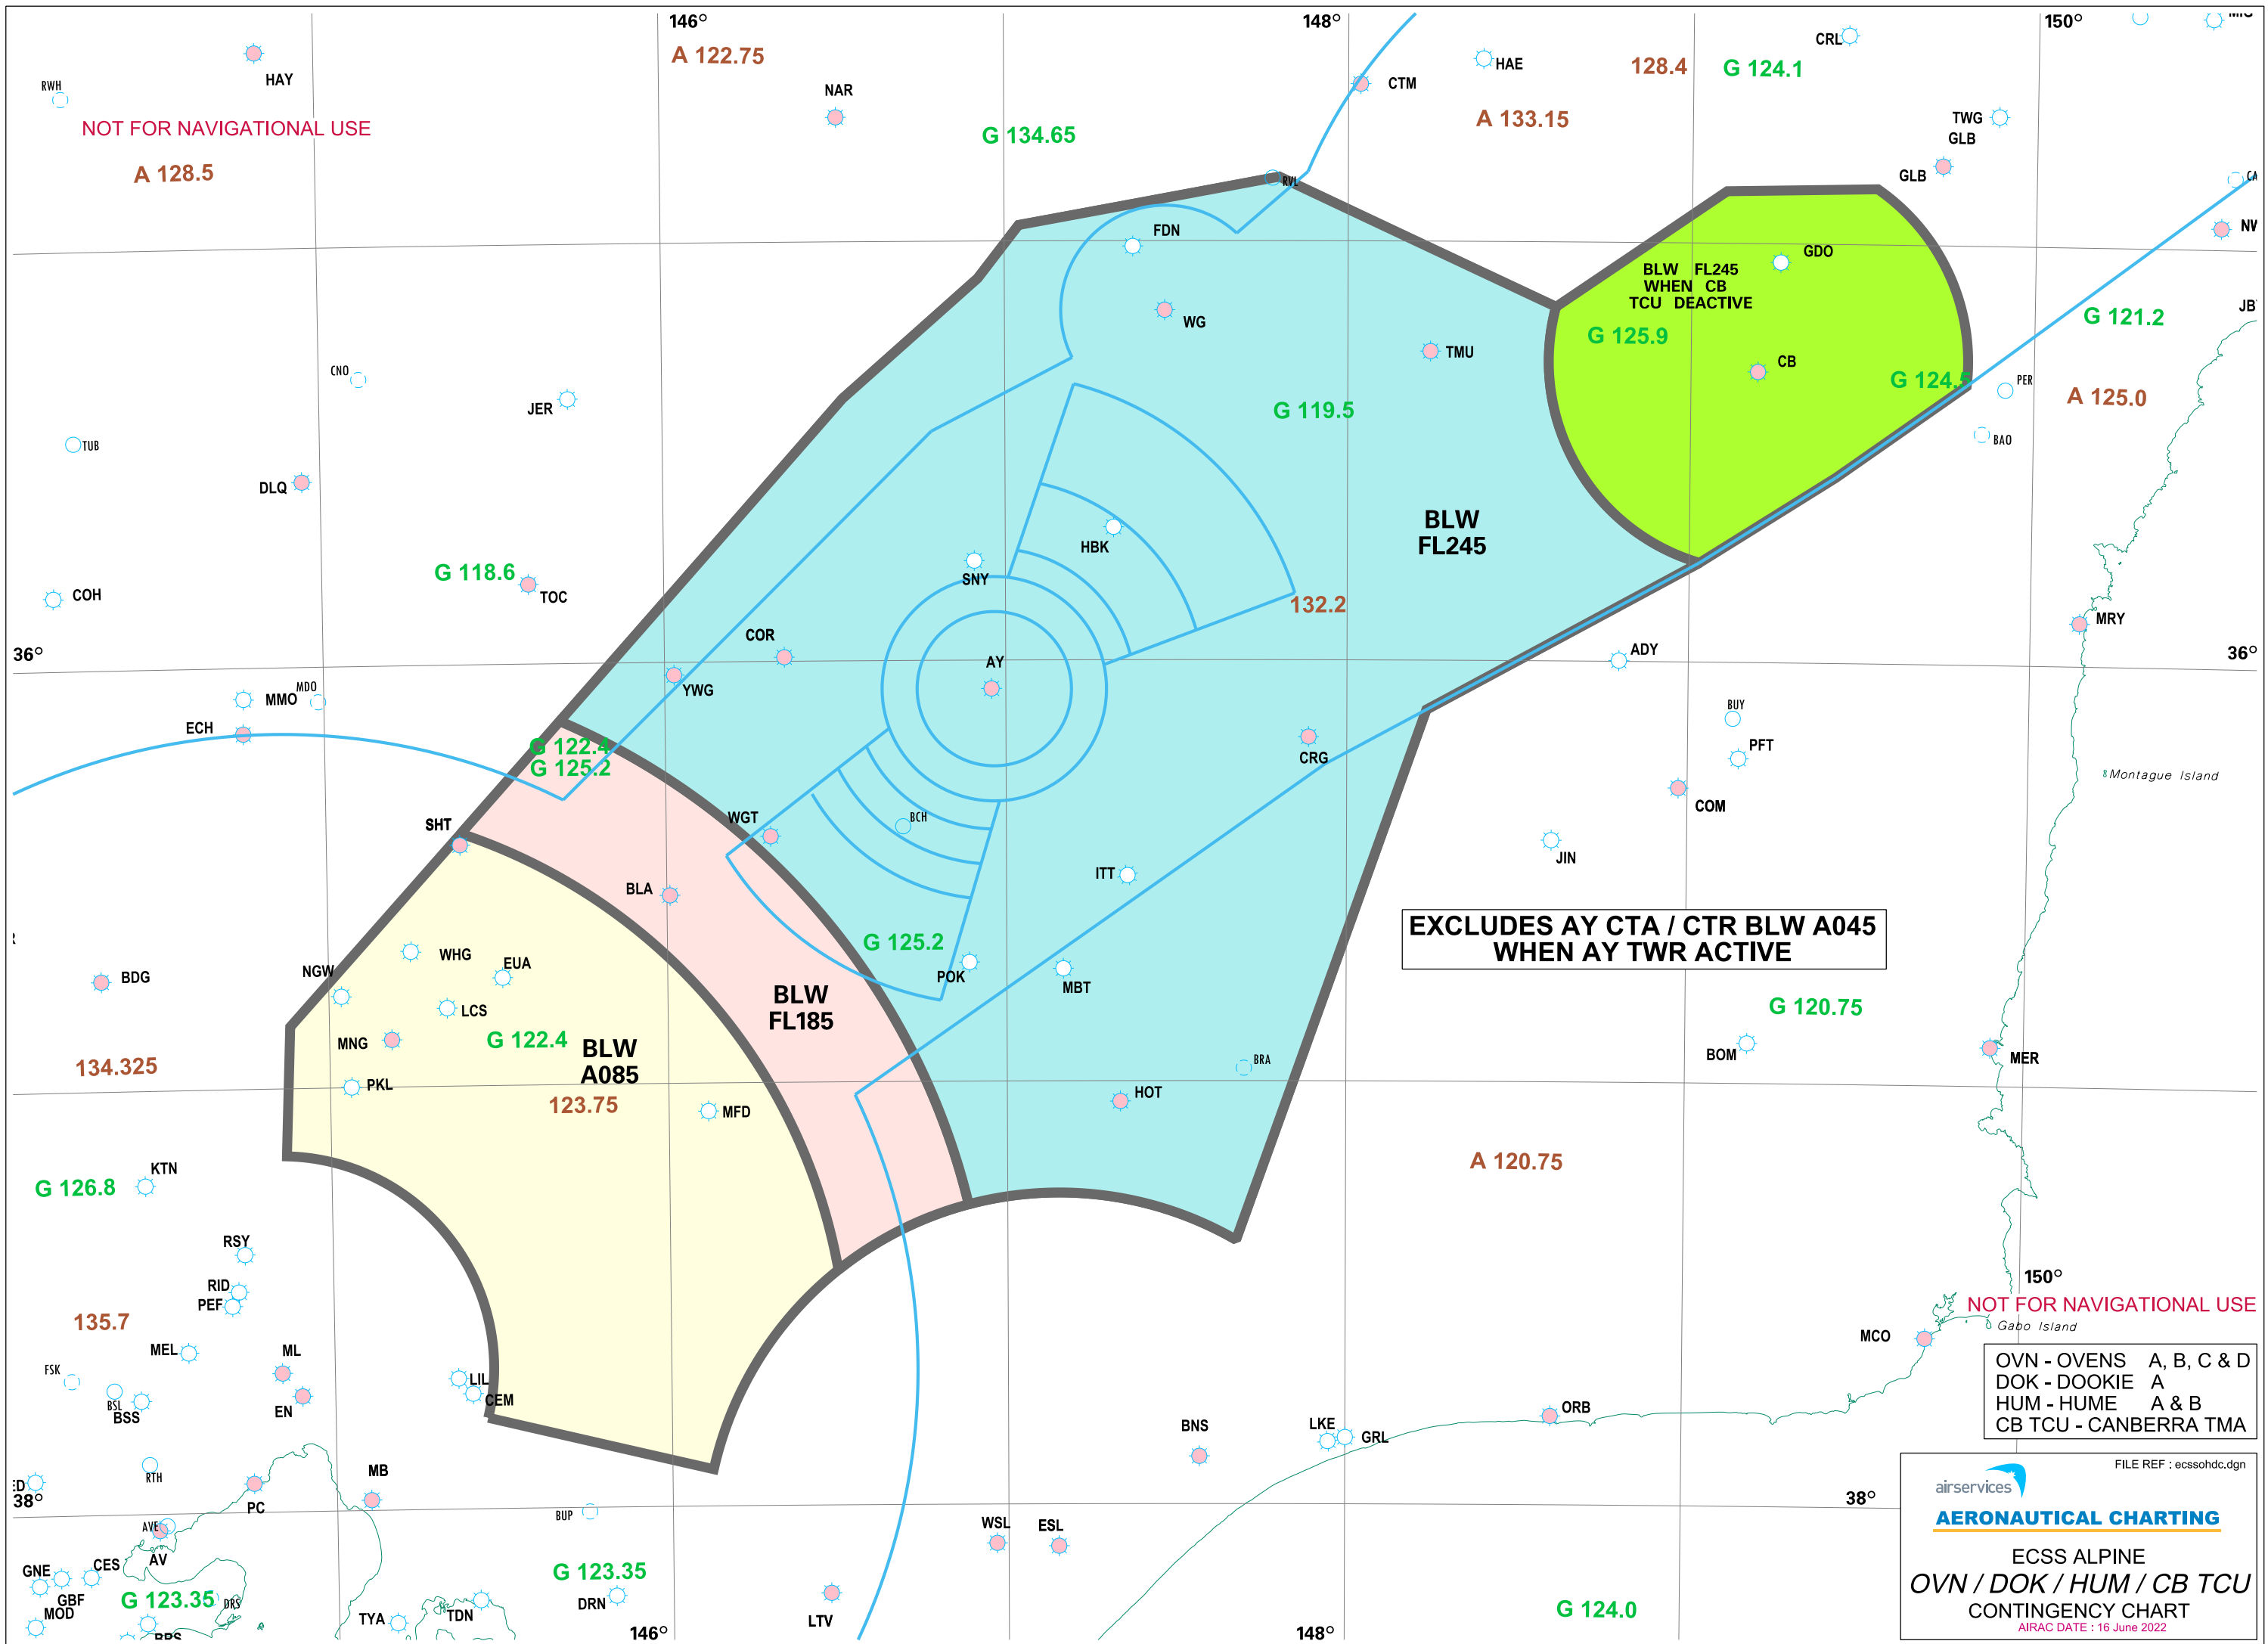 146°
148°
150°
A 122.75
HAE
128.4
G 124.1
CRL
HAY
RWH
NAR
CTM
NOT FOR NAVIGATIONAL USE
G 134.65
A 133.15
TWG
GLB
GLB
A 128.5
RVL
CA
FDN
NV
GDO
BLW FL245
WHEN CB
TCU DEACTIVE
WG
G 125.9
G 121.2
JB
TMU
CB
CNO
G 124.5
PER
JER
G 119.5
A 125.0
TUB
BAO
DLQ
BLW
FL245
HBK
SNY
G 118.6
TOC
COH
132.2
MRY
36°
COR
AY
ADY
36°
YWG
MMO
MDO
ECH
BUY
G 122.4
G 125.2
CRG
PFT
Montague Island
COM
WGT
BCH
SHT
JIN
BLA
ITT
EXCLUDES AY CTA / CTR BLW A045
WHEN AY TWR ACTIVE
G 125.2
WHG
EUA
NGW
BDG
POK
MBT
BLW
FL185
LCS
G 120.75
MNG
G 122.4
BLW
A085
BOM
MER
134.325
BRA
PKL
HOT
123.75
MFD
A 120.75
KTN
G 126.8
RSY
150°
RID
PEF
NOT FOR NAVIGATIONAL USE
Gabo Island
135.7
MCO
MEL
ML
FSK
LIL
OVN - OVENS A, B, C & D
DOK - DOOKIE A
HUM - HUME A & B
CB TCU - CANBERRA TMA
BSL
BSS
EN
CEM
ORB
BNS
LKE
GRL
RTH
MB
ED
38°
PC
38°
FILE REF : ecssohdc.dgn
airservices
AERONAUTICAL CHARTING
BUP
AVE
AV
WSL
ESL
ECSS ALPINE
OVN / DOK / HUM / CB TCU
CONTINGENCY CHART
AIRAC DATE : 16 June 2022
GNE
GBF
CES
G 123.35
G 123.35
DRS
DRN
MOD
TYA
TDN
LTV
G 124.0
146°
148°